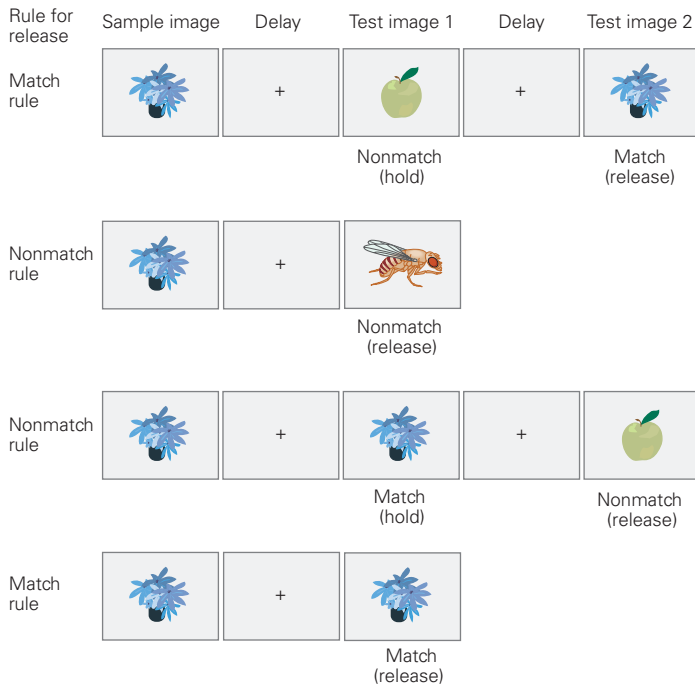 Rule for release
Sample image
Delay
Test image 1
Delay
Test image 2
Match rule
+
+
Nonmatch
(hold)
Match
(release)
Nonmatch
rule
+
Nonmatch
(release)
Nonmatch
rule
+
+
Match
(hold)
Nonmatch
(release)
Match
rule
+
Match
(release)